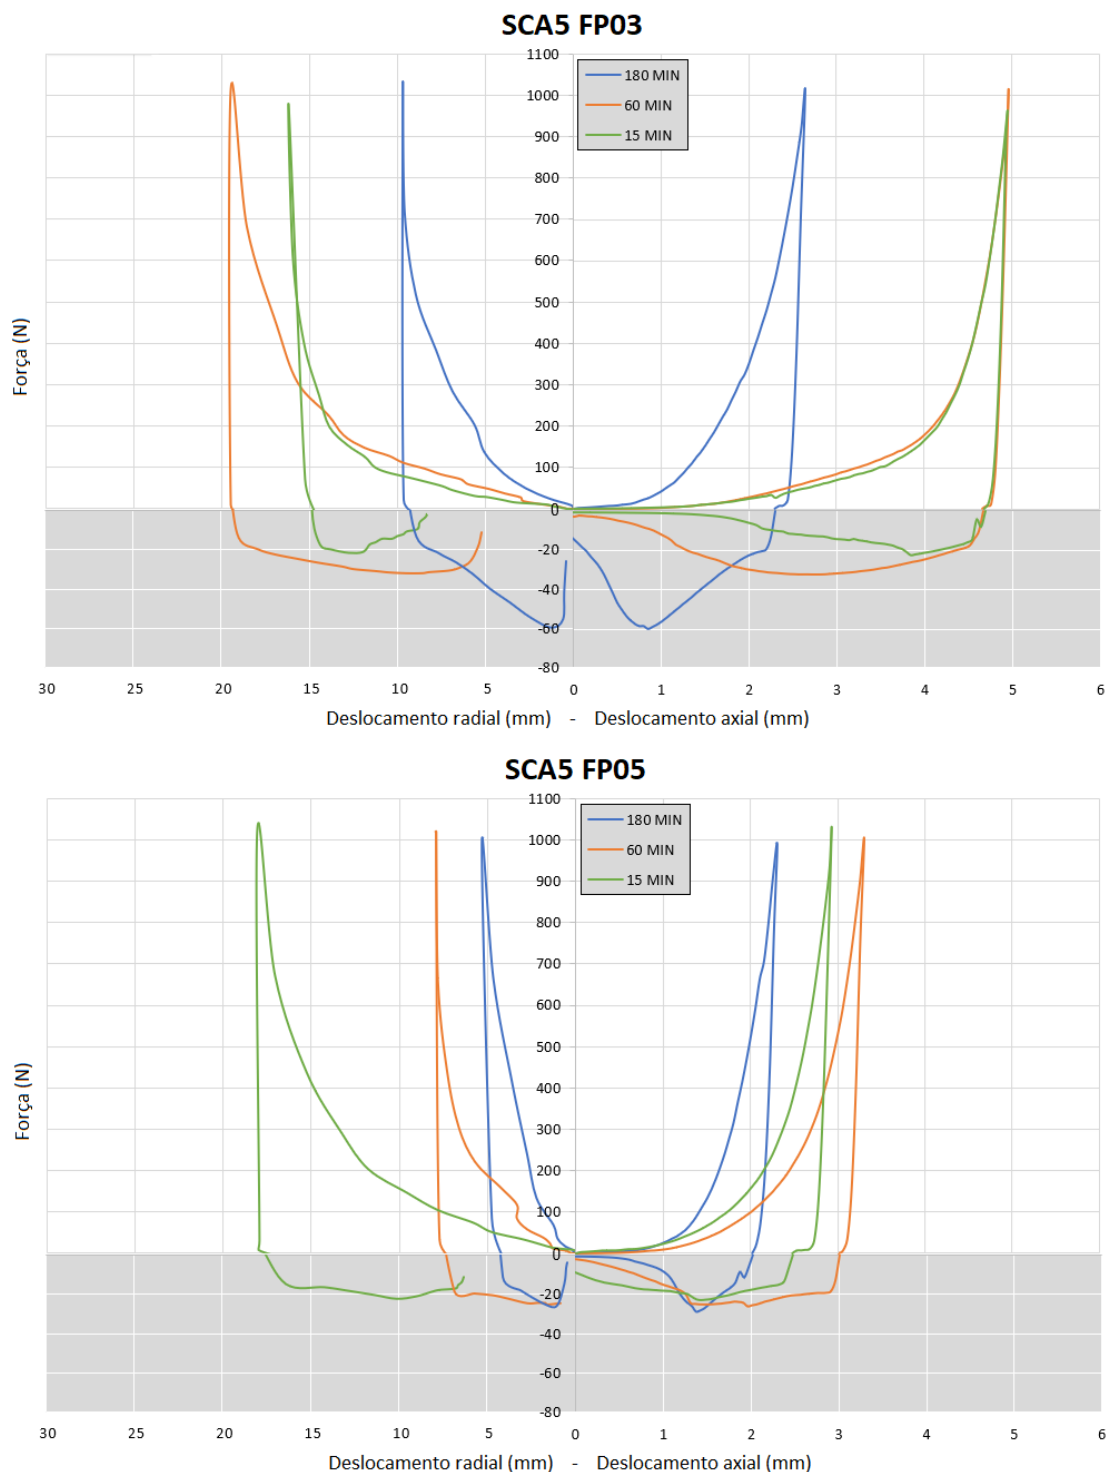 SCA5 FP03
1100
1000
900
800
700
600
500
400
300
200
100
0
-20
-40
-60
-80
180 MIN
60 MIN
15 MIN
Força (N)
30 25 20 15 10 5 0 1 2 3 4 5 6
Deslocamento radial (mm) - Deslocamento axial (mm)
SCA5 FP05
1100
1000
900
800
700
600
500
400
300
200
100
0
-20
-40
-60
-80
180 MIN
60 MIN
15 MIN
Força (N)
30 25 20 15 10 5 0 1 2 3 4 5 6
Deslocamento radial (mm) - Deslocamento axial (mm)